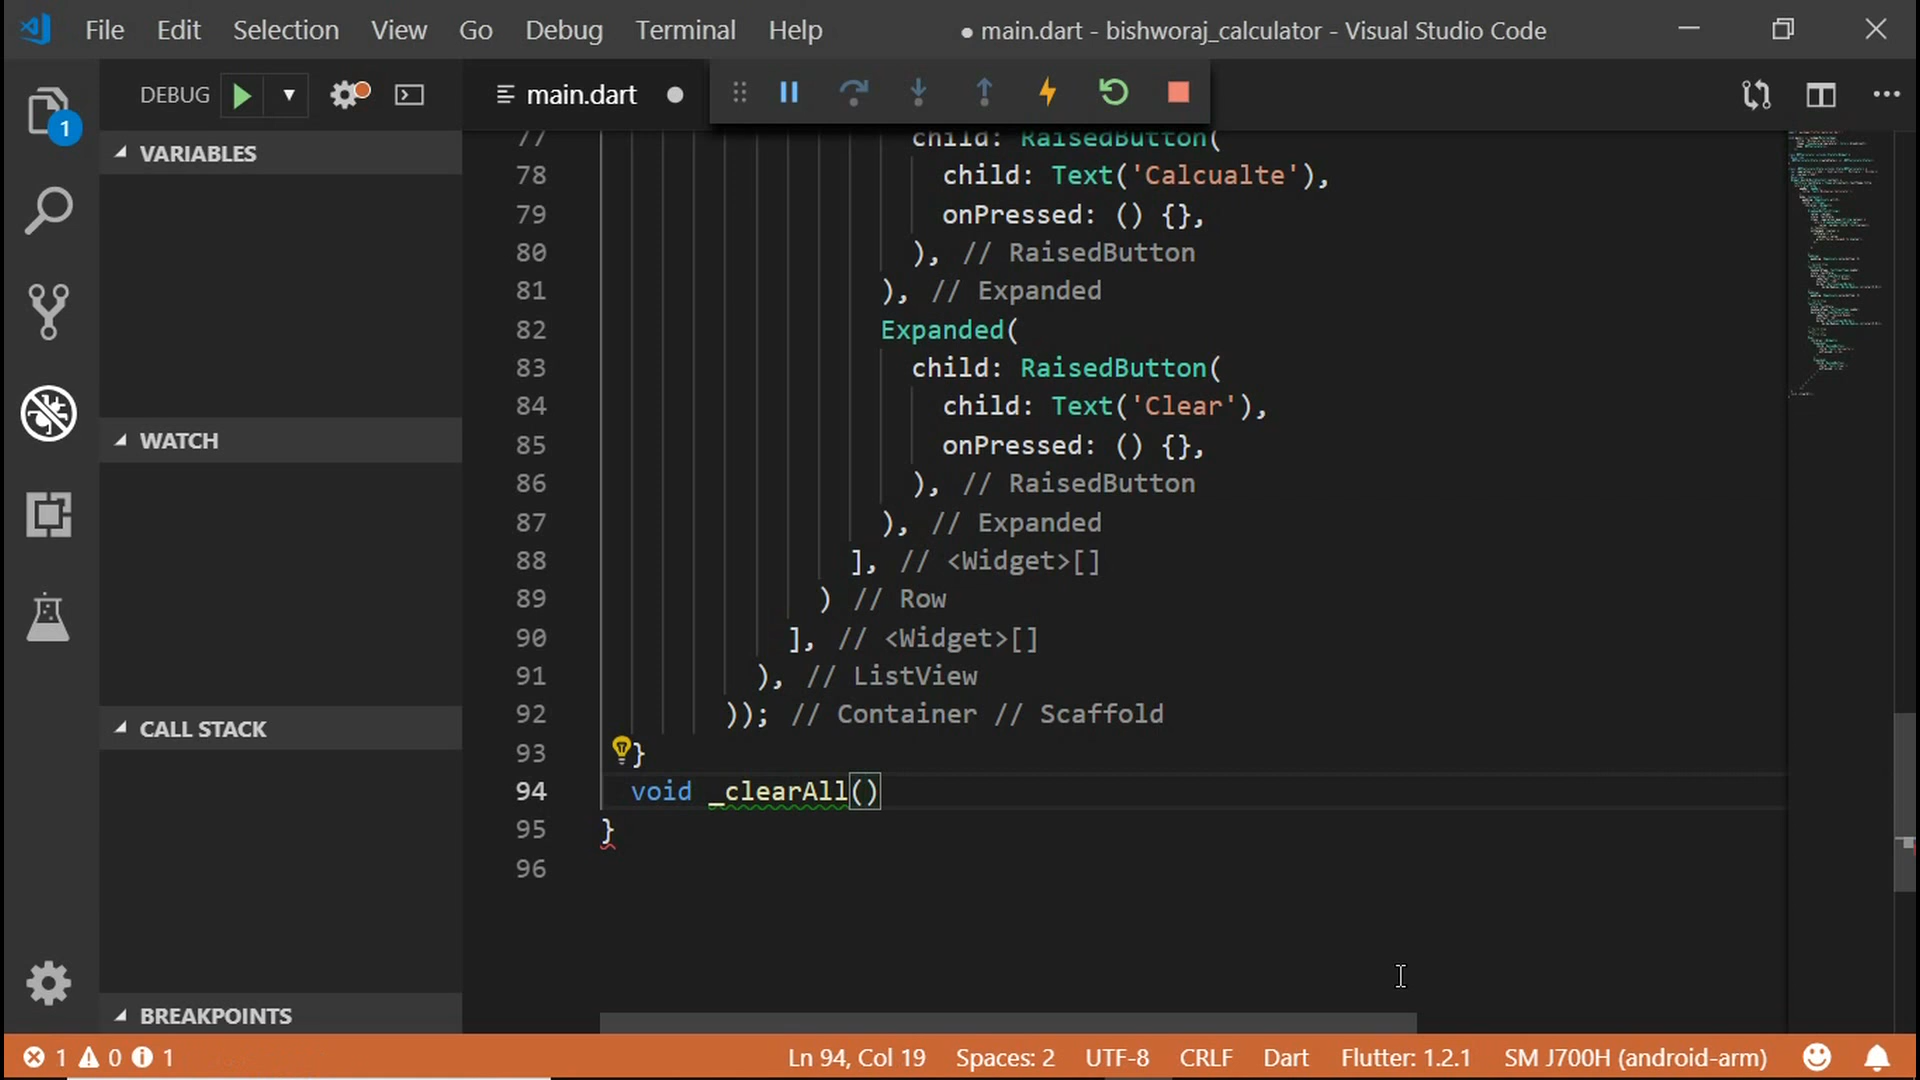 File Edit Selection View Go Debug Terminal Help
● main.dart - bishworaj_calculator - Visual Studio Code
DEBUG
main.dart ●
1
VARIABLES
WATCH
CALL STACK
BREAKPOINTS
77 child: RaisedButton(
78 child: Text('Calcualte'),
79 onPressed: () {},
80 ), // RaisedButton
81 ), // Expanded
82 Expanded(
83 child: RaisedButton(
84 child: Text('Clear'),
85 onPressed: () {},
86 ), // RaisedButton
87 ), // Expanded
88 ], // <Widget>[]
89 ) // Row
90 ], // <Widget>[]
91 ), // ListView
92 )); // Container // Scaffold
93 }
94 void _clearAll()
95 }
96
1 0 1 Ln 94, Col 19 Spaces: 2 UTF-8 CRLF Dart Flutter: 1.2.1 SM J700H (android-arm)